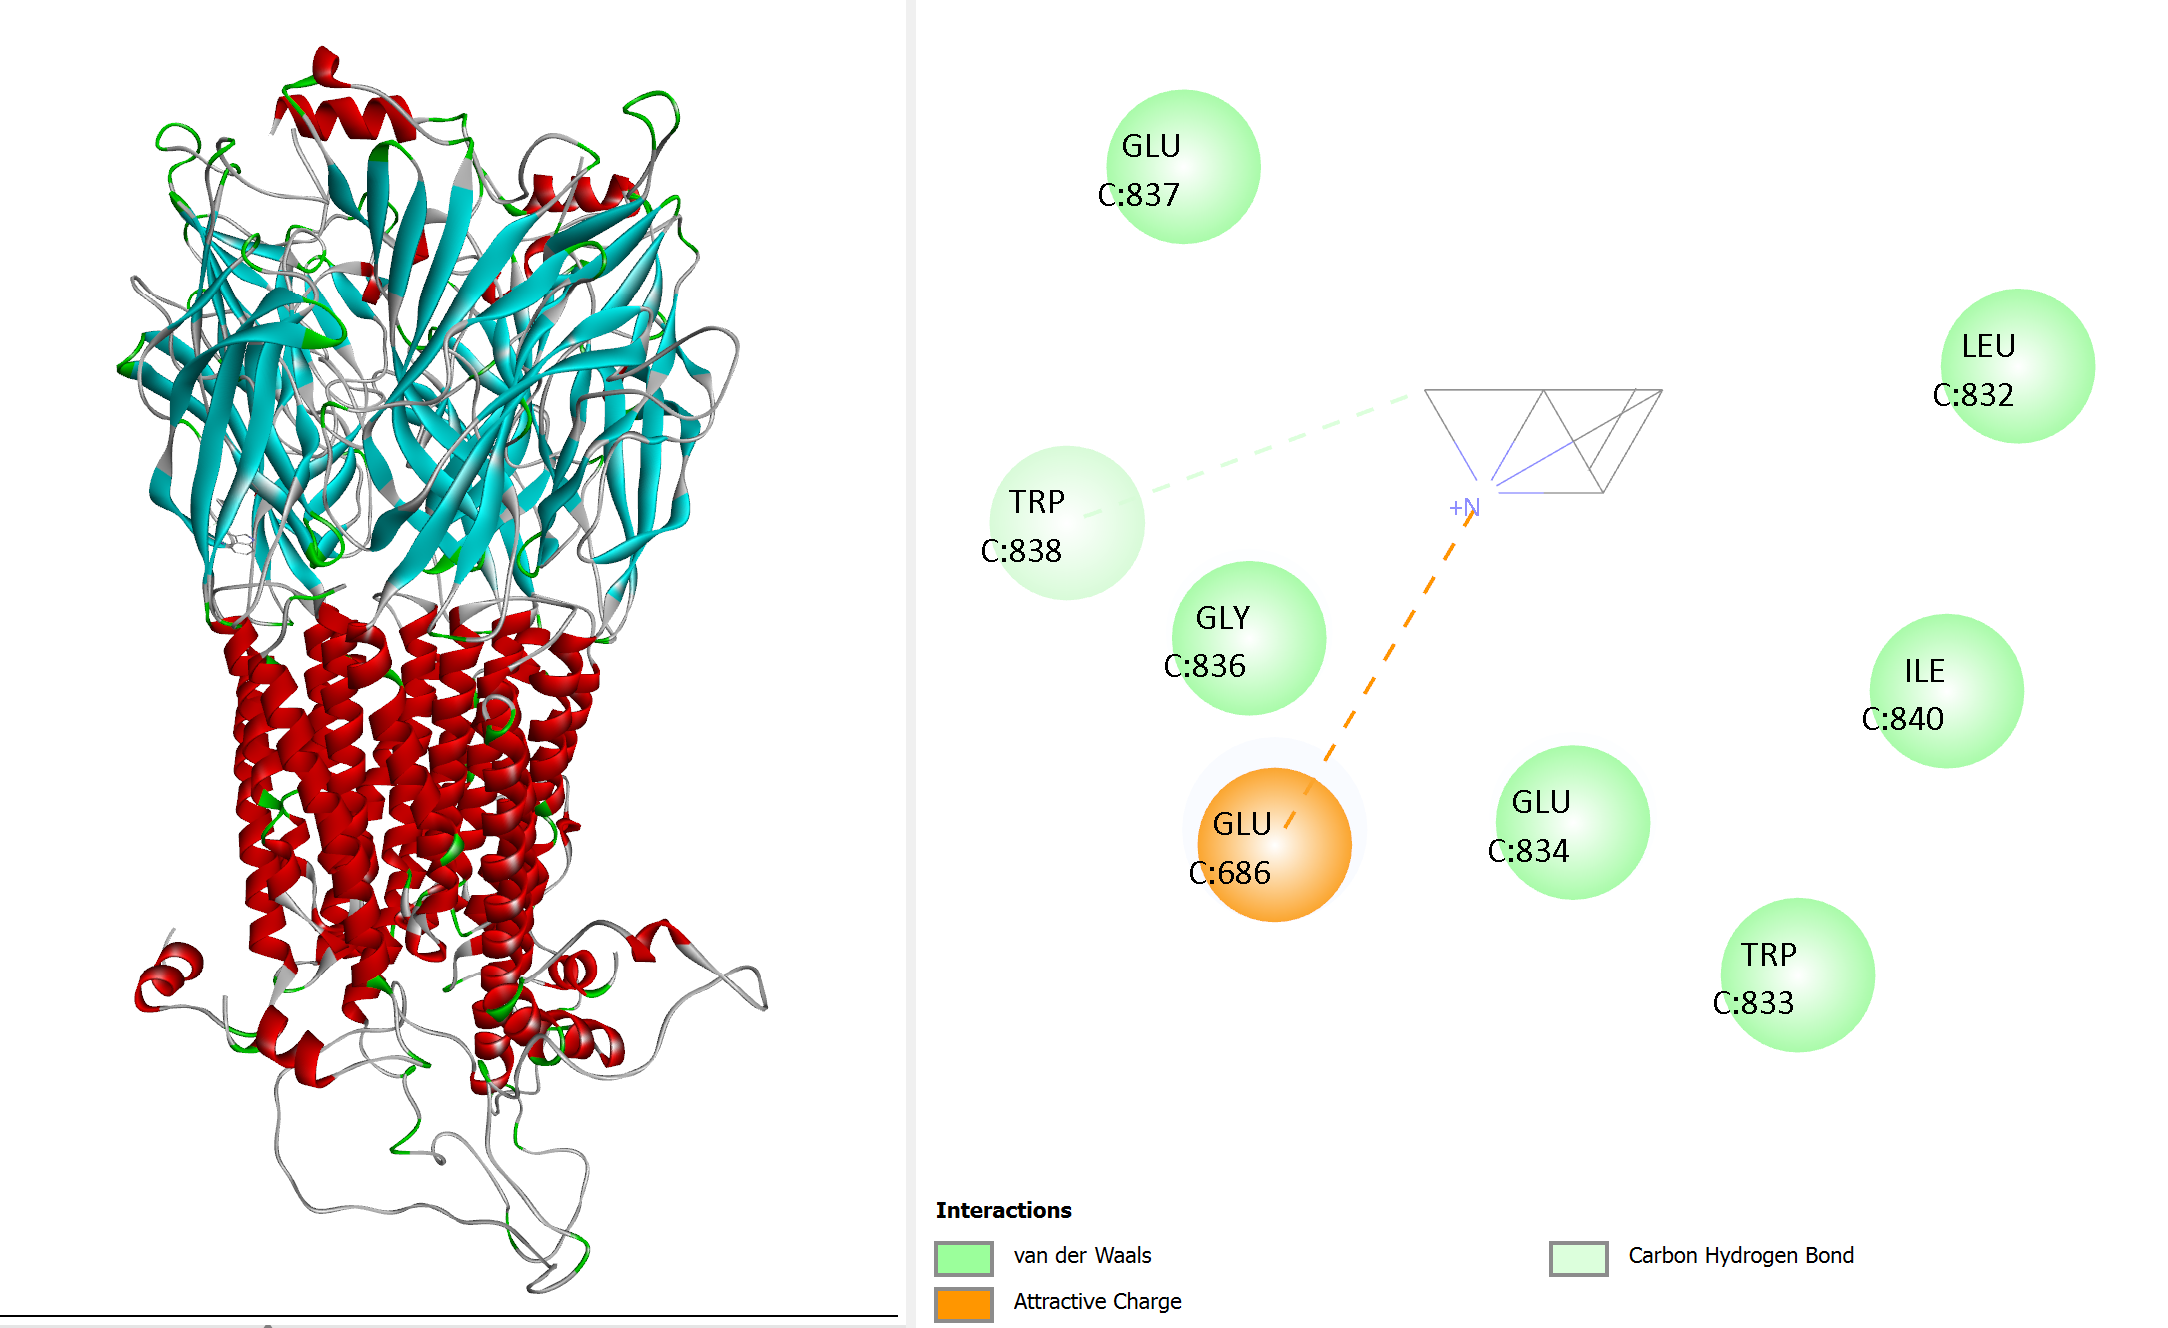 GLU
C:837
LEU
C:832
TRP
C:838
+N
GLY
C:836
ILE
C:840
GLU
C:834
GLU
C:686
TRP
C:833
Interactions
van der Waals
Carbon Hydrogen Bond
Attractive Charge